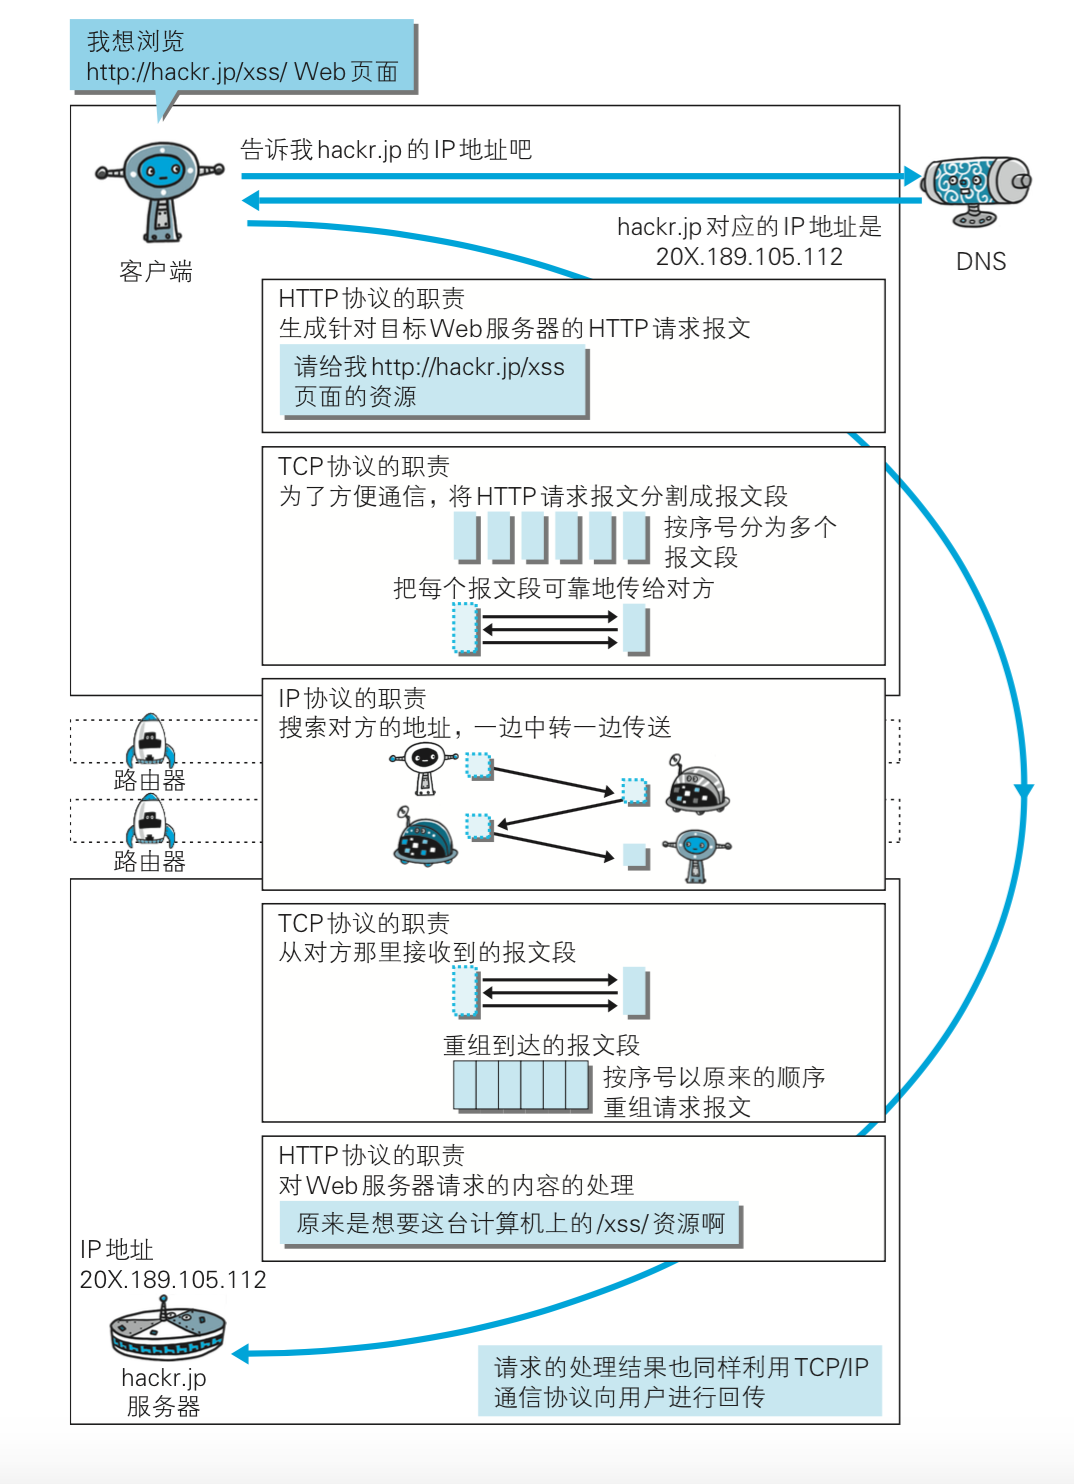 我想浏览
http://hackr.jp/xss/ Web 页面
告诉我 hackr.jp 的 IP 地址吧
hackr.jp 对应的 IP 地址是
20X.189.105.112
客户端
DNS
HTTP 协议的职责
生成针对目标 Web 服务器的 HTTP 请求报文
请给我 http://hackr.jp/xss
页面的资源
TCP 协议的职责
为了方便通信，将 HTTP 请求报文分割成报文段
按序号分为多个
报文段
把每个报文段可靠地传给对方
IP 协议的职责
搜索对方的地址，一边中转一边传送
路由器
路由器
TCP 协议的职责
从对方那里接收到的报文段
重组到达的报文段
按序号以原来的顺序
重组请求报文
HTTP 协议的职责
对 Web 服务器请求的内容的处理
原来是想要这台计算机上的 /xss/ 资源啊
IP 地址
20X.189.105.112
hackr.jp
服务器
请求的处理结果也同样利用 TCP/IP
通信协议向用户进行回传